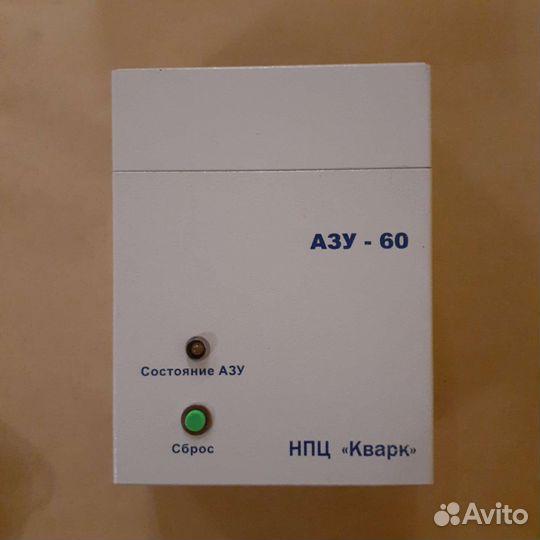 АЗУ - 60
Состояние АЗУ
Сброс
НПЦ «Кварк»
Avito